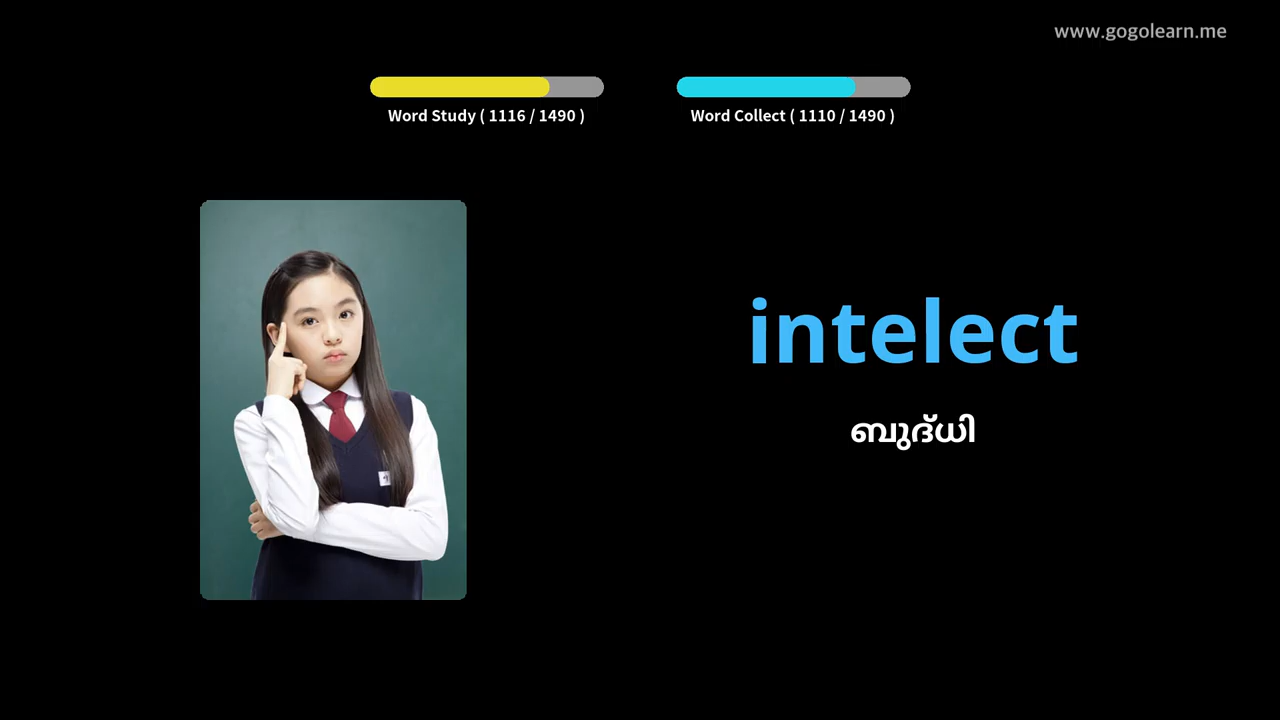 www.gogolearn.me
Word Study ( 1116 / 1490 )
Word Collect ( 1110 / 1490 )
intelect
ബുദ്ധി